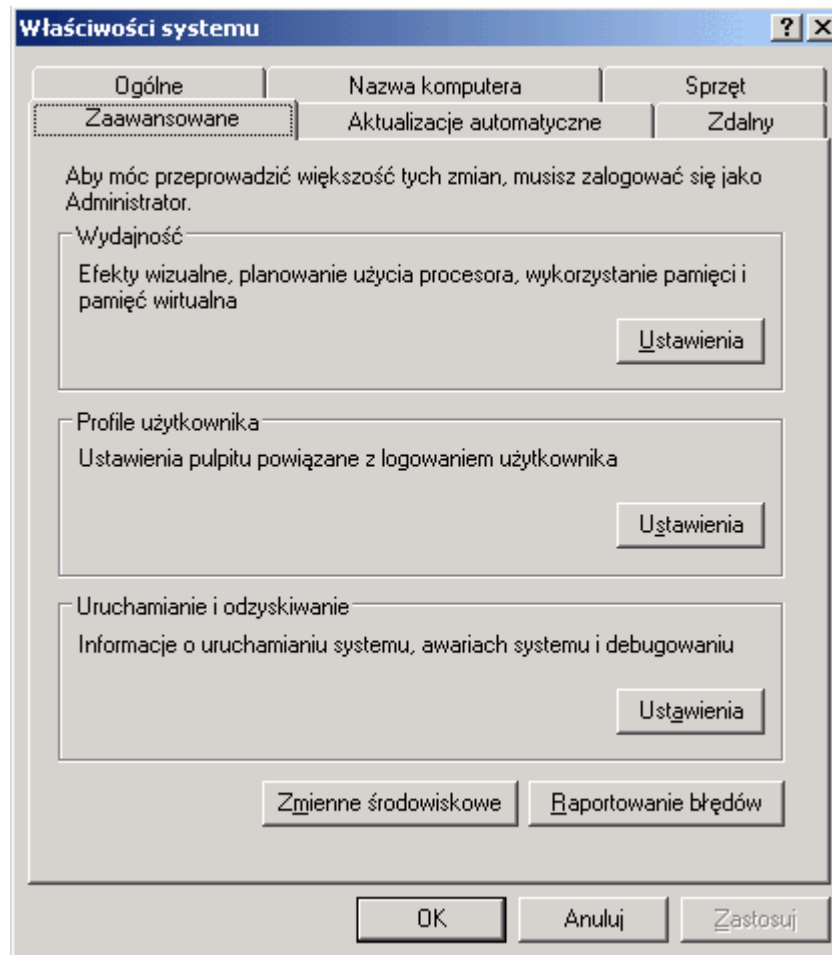 Właściwości systemu
Ogólne
Nazwa komputera
Sprzęt
Zaawansowane
Aktualizacje automatyczne
Zdalny
Aby móc przeprowadzić większość tych zmian, musisz zalogować się jako
Administrator.
Wydajność
Efekty wizualne, planowanie użycia procesora, wykorzystanie pamięci i
pamięć wirtualna
Ustawienia
Profile użytkownika
Ustawienia pulpitu powiązane z logowaniem użytkownika
Ustawienia
Uruchamianie i odzyskiwanie
Informacje o uruchamianiu systemu, awariach systemu i debugowaniu
Ustawienia
Zmienne środowiskowe
Raportowanie błędów
OK
Anuluj
Zastosuj